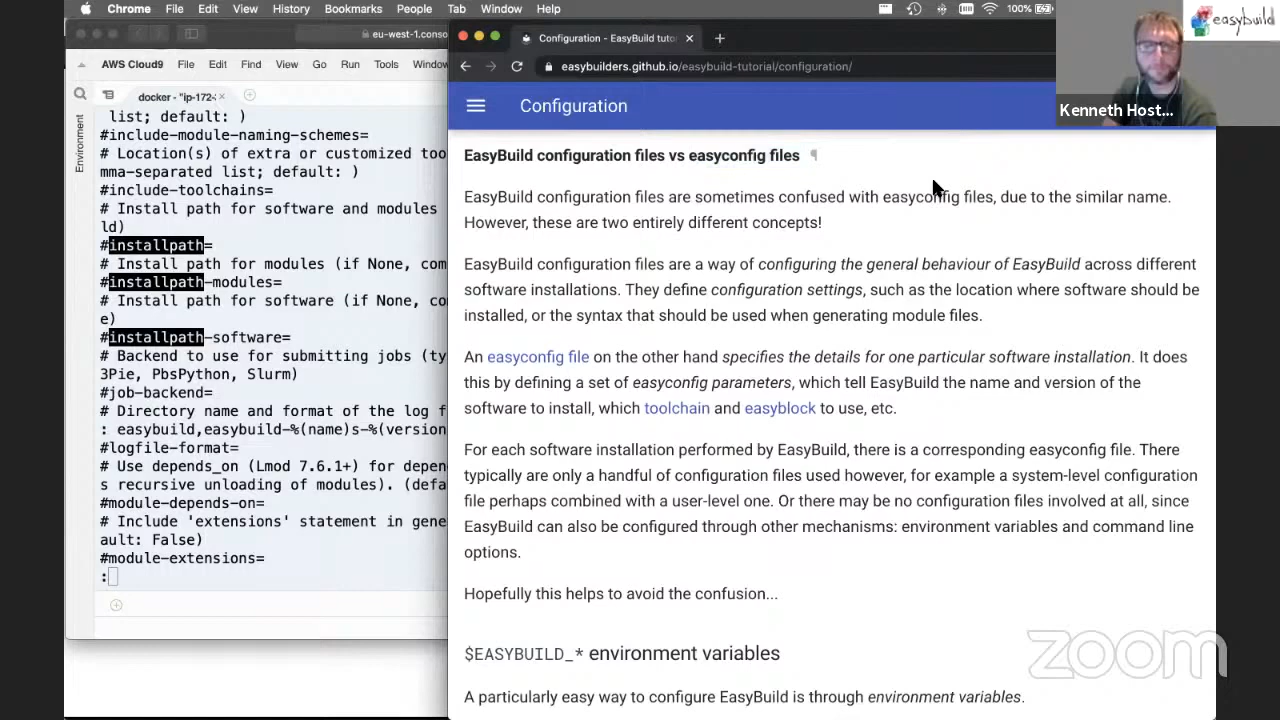 Chrome File Edit View History Bookmarks People Tab Window Help 100%
easybuild
Kenneth Host...
eu-west-1.conso
AWS Cloud9 File Edit Find View Go Run Tools Window
docker - "ip-172-
Environment
list; default: )
#include-module-naming-schemes=
# Location(s) of extra or customized too
mma-separated list; default: )
#include-toolchains=
# Install path for software and modules
ld)
#installpath=
# Install path for modules (if None, com
#installpath-modules=
# Install path for software (if None, co
e)
#installpath-software=
# Backend to use for submitting jobs (ty
3Pie, PbsPython, Slurm)
#job-backend=
# Directory name and format of the log f
: easybuild,easybuild-%(name)s-%(version
#logfile-format=
# Use depends_on (Lmod 7.6.1+) for depen
s recursive unloading of modules). (defa
#module-depends-on=
# Include 'extensions' statement in gene
ault: False)
#module-extensions=
:
Configuration - EasyBuild tuto
easybuilders.github.io/easybuild-tutorial/configuration/
Configuration
EasyBuild configuration files vs easyconfig files ¶
EasyBuild configuration files are sometimes confused with easyconfig files, due to the similar name.
However, these are two entirely different concepts!
EasyBuild configuration files are a way of configuring the general behaviour of EasyBuild across different
software installations. They define configuration settings, such as the location where software should be
installed, or the syntax that should be used when generating module files.
An easyconfig file on the other hand specifies the details for one particular software installation. It does
this by defining a set of easyconfig parameters, which tell EasyBuild the name and version of the
software to install, which toolchain and easyblock to use, etc.
For each software installation performed by EasyBuild, there is a corresponding easyconfig file. There
typically are only a handful of configuration files used however, for example a system-level configuration
file perhaps combined with a user-level one. Or there may be no configuration files involved at all, since
EasyBuild can also be configured through other mechanisms: environment variables and command line
options.
Hopefully this helps to avoid the confusion...
$EASYBUILD_* environment variables
A particularly easy way to configure EasyBuild is through environment variables.
zoom